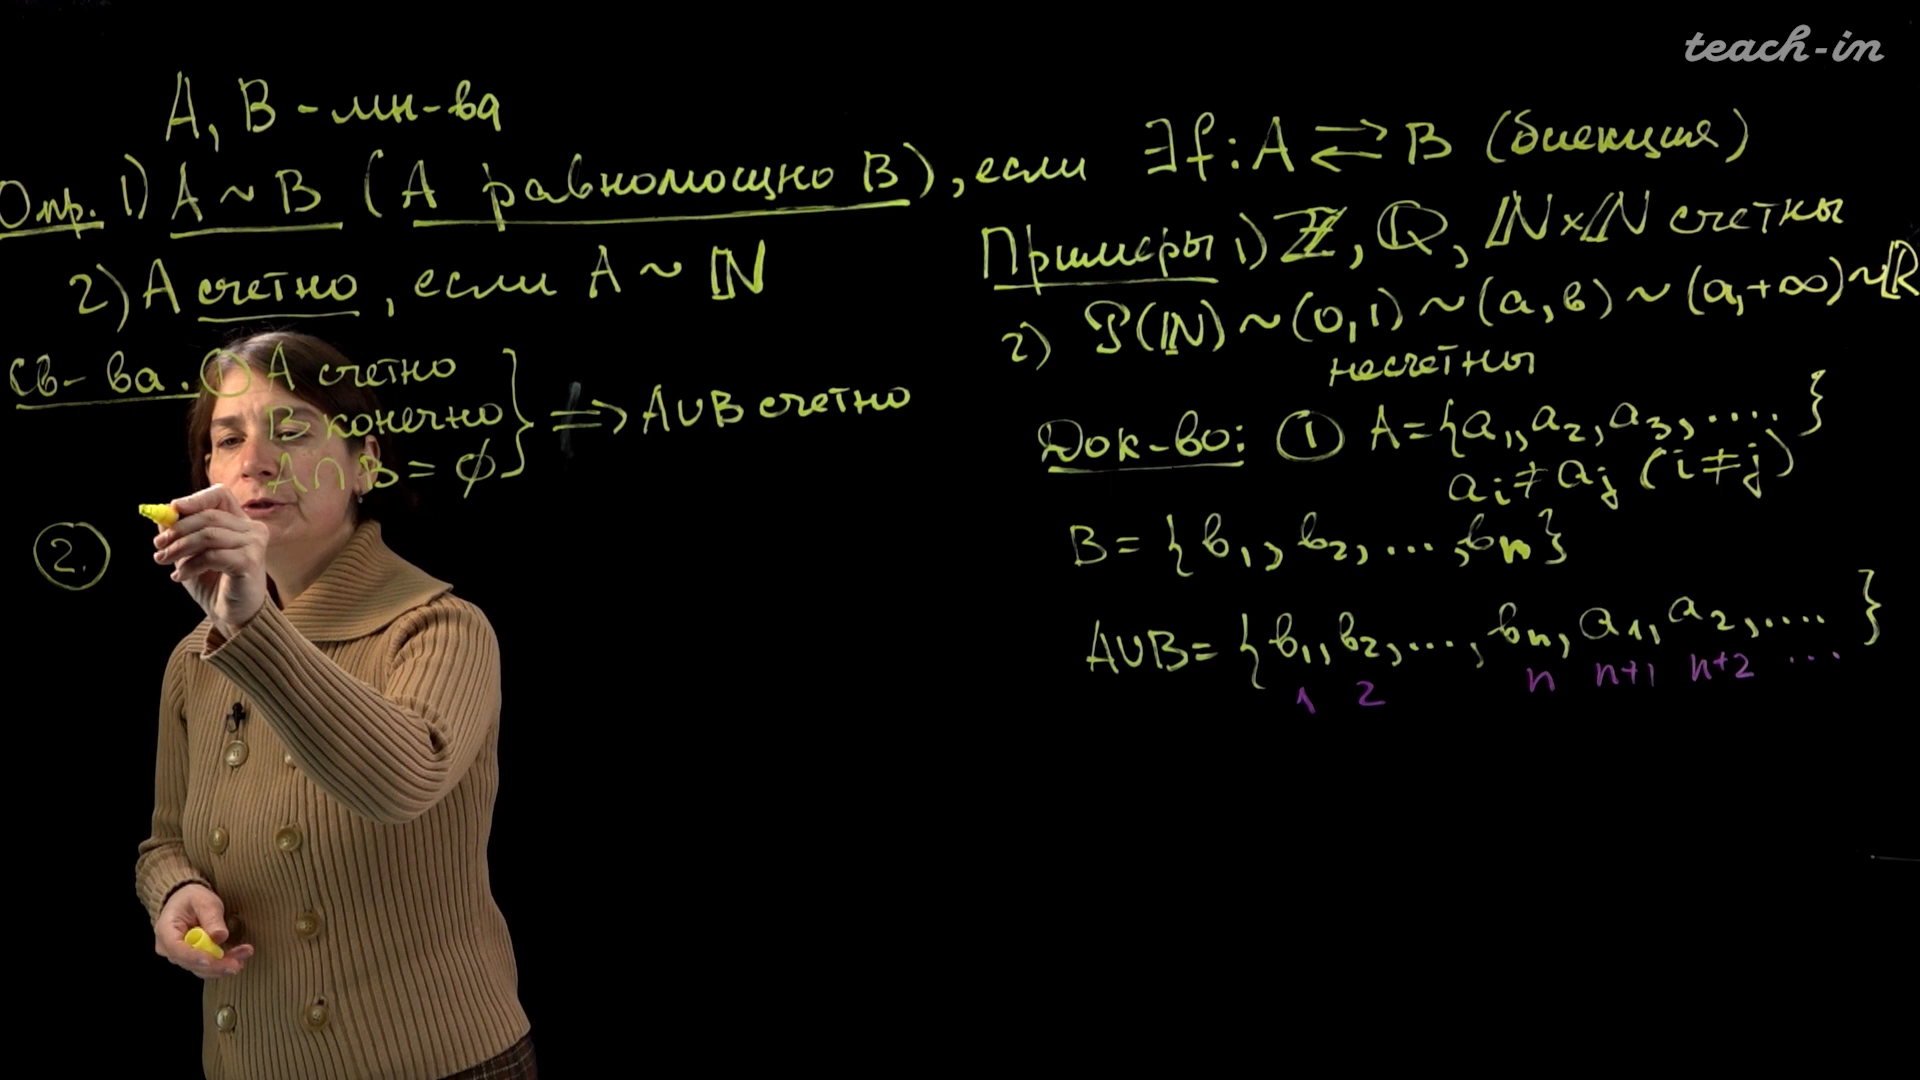 teach-in
A, B - мн-ва
Опр. 1) A ~ B (A равномощно B), если ∃ f : A ⇄ B (биекция)
2) A счетно, если A ~ ℕ
Св-ва. ① A счетно
B конечно
A∩B = ∅
} ⟹ A∪B счетно
②.
Примеры 1) ℤ, ℚ, ℕ×ℕ счетны
2) P(ℕ) ~ (0,1) ~ (a,b) ~ (a,+∞) ~ ℝ
несчетны
Док-во: ① A = {a₁, a₂, a₃, .... }
aᵢ ≠ aⱼ (i ≠ j)
B = {b₁, b₂, ... , bₙ}
A∪B = {b₁, b₂, ..., bₙ, a₁, a₂, .... }
1 2 n n+1 n+2 ...